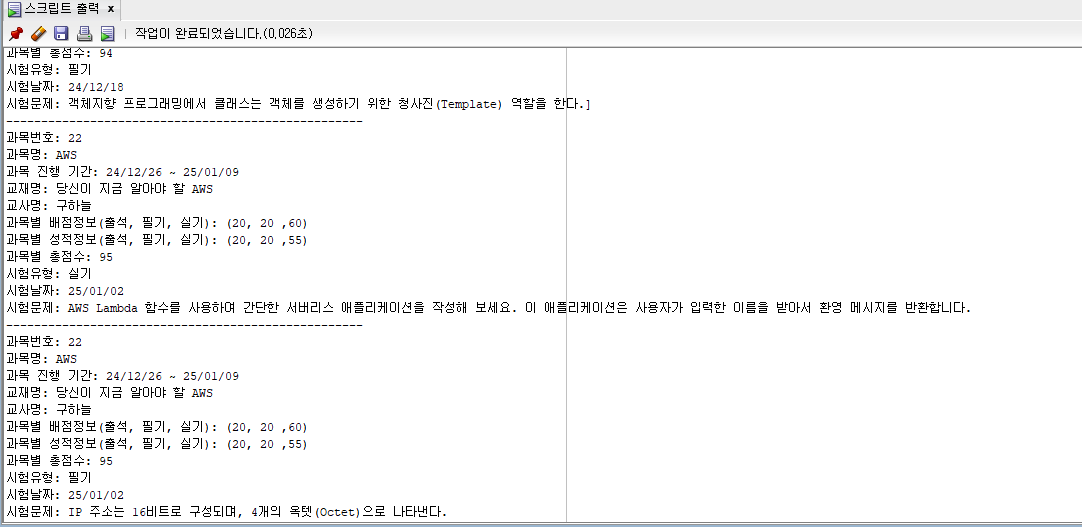 스크립트 출력 x
작업이 완료되었습니다.(0,026초)
과목별 총점수: 94
시험유형: 필기
시험날짜: 24/12/18
시험문제: 객체지향 프로그래밍에서 클래스는 객체를 생성하기 위한 청사진(Template) 역할을 한다.]
---------------------------------------------------
과목번호: 22
과목명: AWS
과목 진행 기간: 24/12/26 ~ 25/01/09
교재명: 당신이 지금 알아야 할 AWS
교사명: 구하늘
과목별 배점정보(출석, 필기, 실기): (20, 20 ,60)
과목별 성적정보(출석, 필기, 실기): (20, 20 ,55)
과목별 총점수: 95
시험유형: 실기
시험날짜: 25/01/02
시험문제: AWS Lambda 함수를 사용하여 간단한 서버리스 애플리케이션을 작성해 보세요. 이 애플리케이션은 사용자가 입력한 이름을 받아서 환영 메시지를 반환합니다.
---------------------------------------------------
과목번호: 22
과목명: AWS
과목 진행 기간: 24/12/26 ~ 25/01/09
교재명: 당신이 지금 알아야 할 AWS
교사명: 구하늘
과목별 배점정보(출석, 필기, 실기): (20, 20 ,60)
과목별 성적정보(출석, 필기, 실기): (20, 20 ,55)
과목별 총점수: 95
시험유형: 필기
시험날짜: 25/01/02
시험문제: IP 주소는 16비트로 구성되며, 4개의 옥텟(Octet)으로 나타낸다.